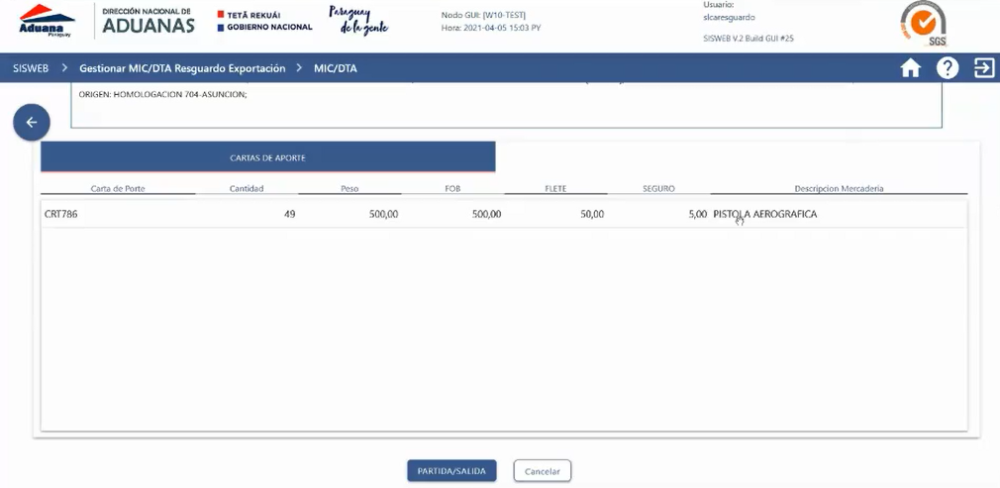 Aduana
Paraguay
DIRECCIÓN NACIONAL DE
ADUANAS
TETÃ REKUÁI
GOBIERNO NACIONAL
Paraguay
de la gente
Nodo GUI: [W10-TEST]
Hora: 2021-04-05 15:03 PY
Usuario:
slcaresguardo
SISWEB V.2 Build GUI #25
SGS
SISWEB > Gestionar MIC/DTA Resguardo Exportación > MIC/DTA
ORIGEN: HOMOLOGACION 704-ASUNCION;
CARTAS DE APORTE
Carta de Porte Cantidad Peso FOB FLETE SEGURO Descripcion Mercaderia
CRT786 49 500,00 500,00 50,00 5,00 PISTOLA AEROGRAFICA
PARTIDA/SALIDA Cancelar